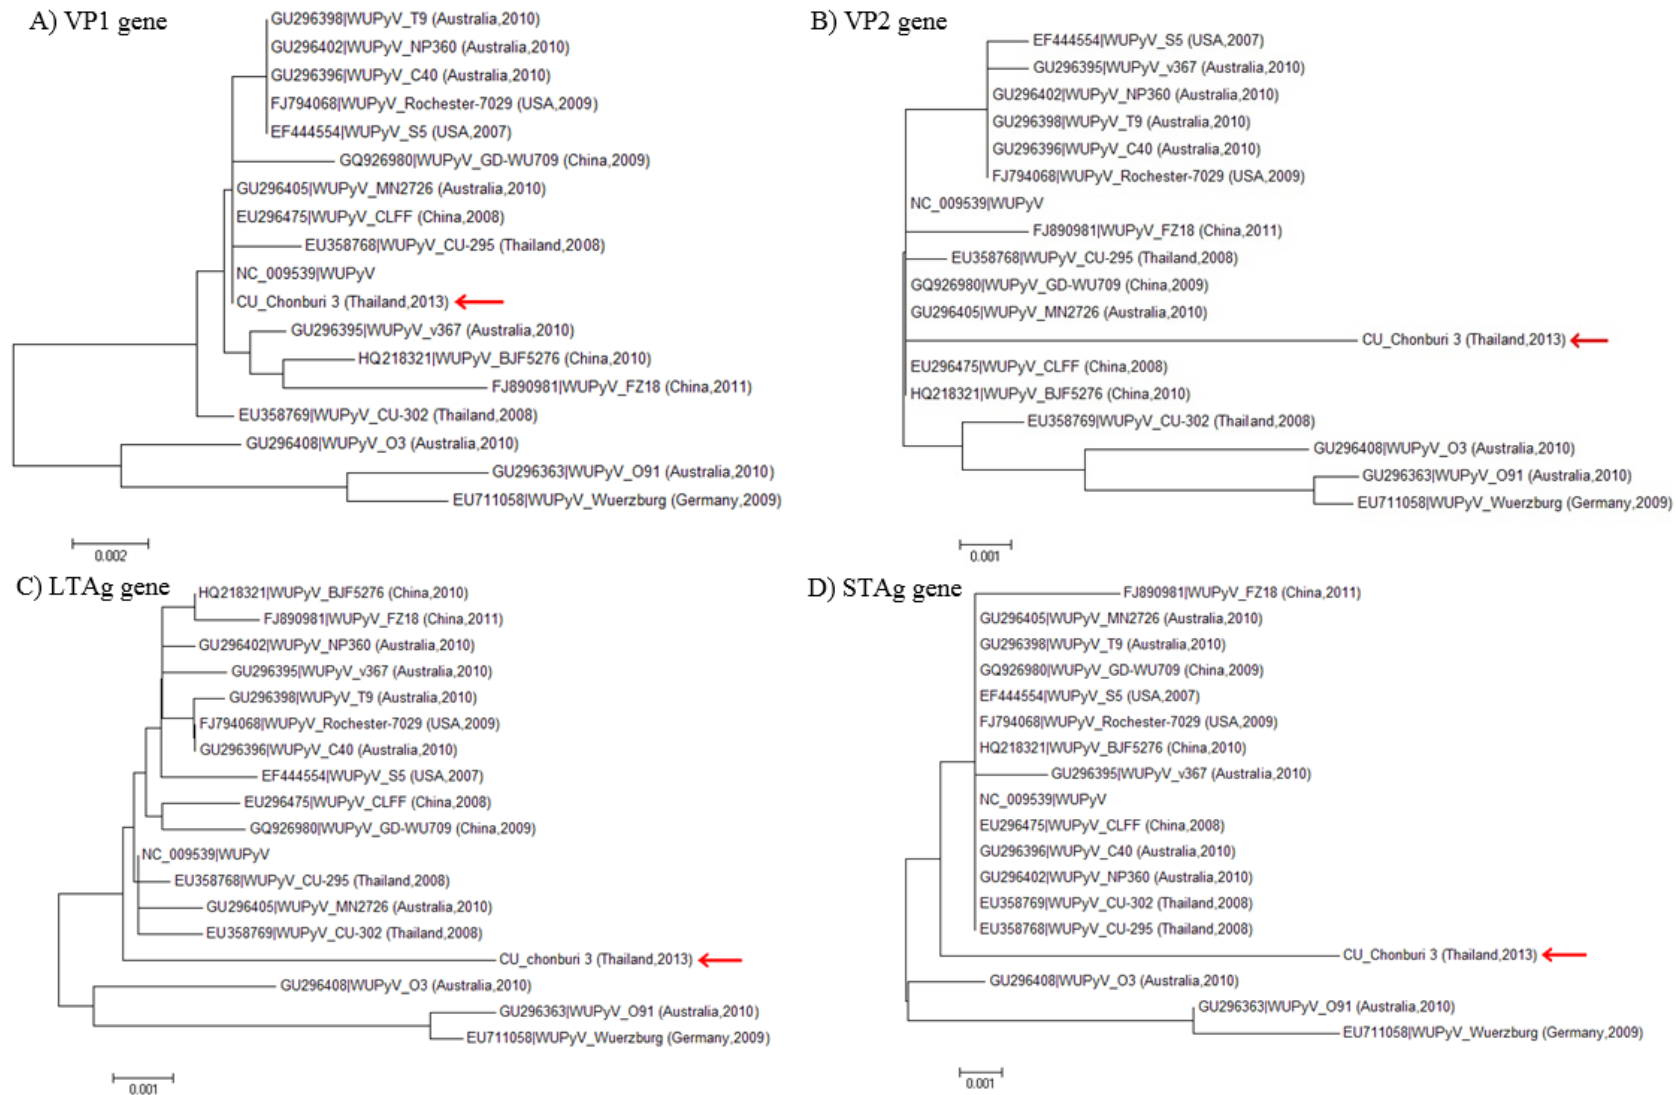 A) VP1 gene
GU296398|WUPyV_T9 (Australia,2010)
GU296402|WUPyV_NP360 (Australia,2010)
GU296396|WUPyV_C40 (Australia,2010)
FJ794068|WUPyV_Rochester-7029 (USA,2009)
EF444554|WUPyV_S5 (USA,2007)
GQ926980|WUPyV_GD-WU709 (China,2009)
GU296405|WUPyV_MN2726 (Australia,2010)
EU296475|WUPyV_CLFF (China,2008)
EU358768|WUPyV_CU-295 (Thailand,2008)
NC_009539|WUPyV
CU_Chonburi 3 (Thailand,2013)
GU296395|WUPyV_v367 (Australia,2010)
HQ218321|WUPyV_BJF5276 (China,2010)
FJ890981|WUPyV_FZ18 (China,2011)
EU358769|WUPyV_CU-302 (Thailand,2008)
GU296408|WUPyV_O3 (Australia,2010)
GU296363|WUPyV_O91 (Australia,2010)
EU711058|WUPyV_Wuerzburg (Germany,2009)
0.002
B) VP2 gene
EF444554|WUPyV_S5 (USA,2007)
GU296395|WUPyV_v367 (Australia,2010)
GU296402|WUPyV_NP360 (Australia,2010)
GU296398|WUPyV_T9 (Australia,2010)
GU296396|WUPyV_C40 (Australia,2010)
FJ794068|WUPyV_Rochester-7029 (USA,2009)
NC_009539|WUPyV
FJ890981|WUPyV_FZ18 (China,2011)
EU358768|WUPyV_CU-295 (Thailand,2008)
GQ926980|WUPyV_GD-WU709 (China,2009)
GU296405|WUPyV_MN2726 (Australia,2010)
CU_Chonburi 3 (Thailand,2013)
EU296475|WUPyV_CLFF (China,2008)
HQ218321|WUPyV_BJF5276 (China,2010)
EU358769|WUPyV_CU-302 (Thailand,2008)
GU296408|WUPyV_O3 (Australia,2010)
GU296363|WUPyV_O91 (Australia,2010)
EU711058|WUPyV_Wuerzburg (Germany,2009)
0.001
C) LTAg gene
HQ218321|WUPyV_BJF5276 (China,2010)
FJ890981|WUPyV_FZ18 (China,2011)
GU296402|WUPyV_NP360 (Australia,2010)
GU296395|WUPyV_v367 (Australia,2010)
GU296398|WUPyV_T9 (Australia,2010)
FJ794068|WUPyV_Rochester-7029 (USA,2009)
GU296396|WUPyV_C40 (Australia,2010)
EF444554|WUPyV_S5 (USA,2007)
EU296475|WUPyV_CLFF (China,2008)
GQ926980|WUPyV_GD-WU709 (China,2009)
NC_009539|WUPyV
EU358768|WUPyV_CU-295 (Thailand,2008)
GU296405|WUPyV_MN2726 (Australia,2010)
EU358769|WUPyV_CU-302 (Thailand,2008)
CU_chonburi 3 (Thailand,2013)
GU296408|WUPyV_O3 (Australia,2010)
GU296363|WUPyV_O91 (Australia,2010)
EU711058|WUPyV_Wuerzburg (Germany,2009)
0.001
D) STAg gene
FJ890981|WUPyV_FZ18 (China,2011)
GU296405|WUPyV_MN2726 (Australia,2010)
GU296398|WUPyV_T9 (Australia,2010)
GQ926980|WUPyV_GD-WU709 (China,2009)
EF444554|WUPyV_S5 (USA,2007)
FJ794068|WUPyV_Rochester-7029 (USA,2009)
HQ218321|WUPyV_BJF5276 (China,2010)
GU296395|WUPyV_v367 (Australia,2010)
NC_009539|WUPyV
EU296475|WUPyV_CLFF (China,2008)
GU296396|WUPyV_C40 (Australia,2010)
GU296402|WUPyV_NP360 (Australia,2010)
EU358769|WUPyV_CU-302 (Thailand,2008)
EU358768|WUPyV_CU-295 (Thailand,2008)
CU_Chonburi 3 (Thailand,2013)
GU296408|WUPyV_O3 (Australia,2010)
GU296363|WUPyV_O91 (Australia,2010)
EU711058|WUPyV_Wuerzburg (Germany,2009)
0.001